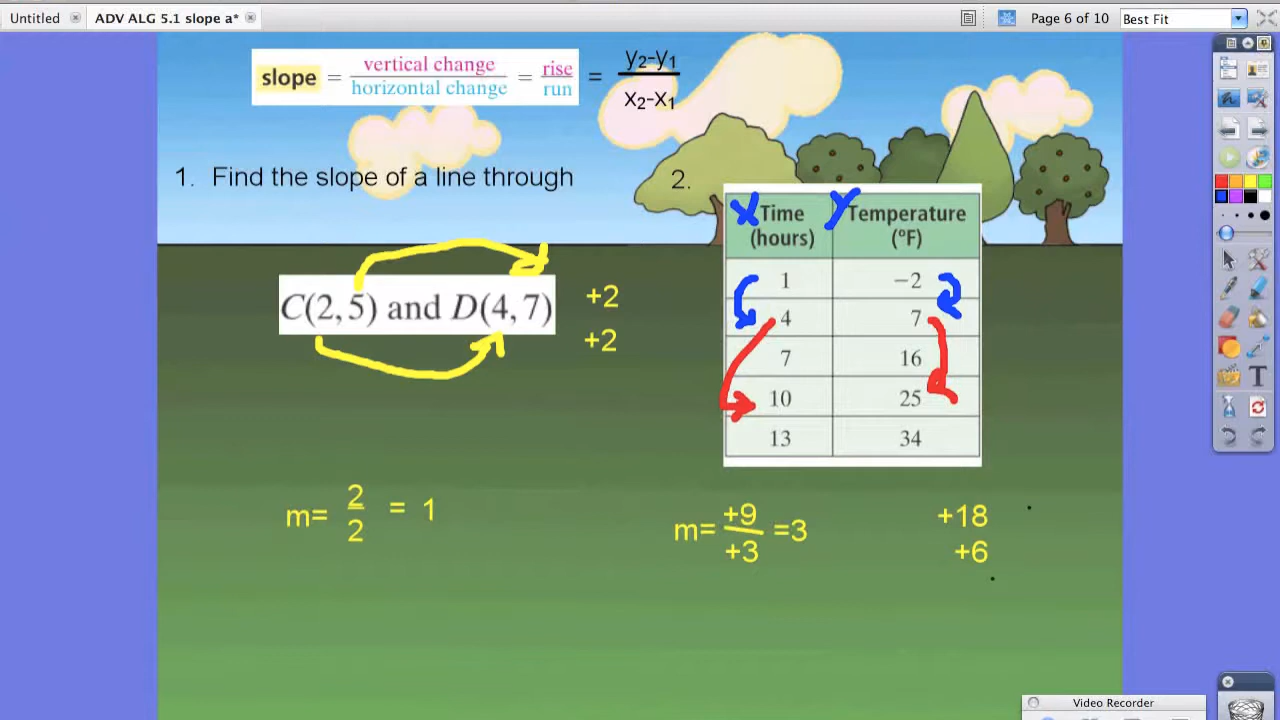 Untitled
ADV ALG 5.1 slope a*
Page 6 of 10
Best Fit
slope = vertical change / horizontal change = rise / run = y₂-y₁ / x₂-x₁
1. Find the slope of a line through
2.
X Time (hours) Y Temperature (°F)
1 −2
4 7
7 16
10 25
13 34
C(2, 5) and D(4, 7)
+2
+2
m= 2/2 = 1
m= +9/+3 =3
+18
+6
T
Video Recorder